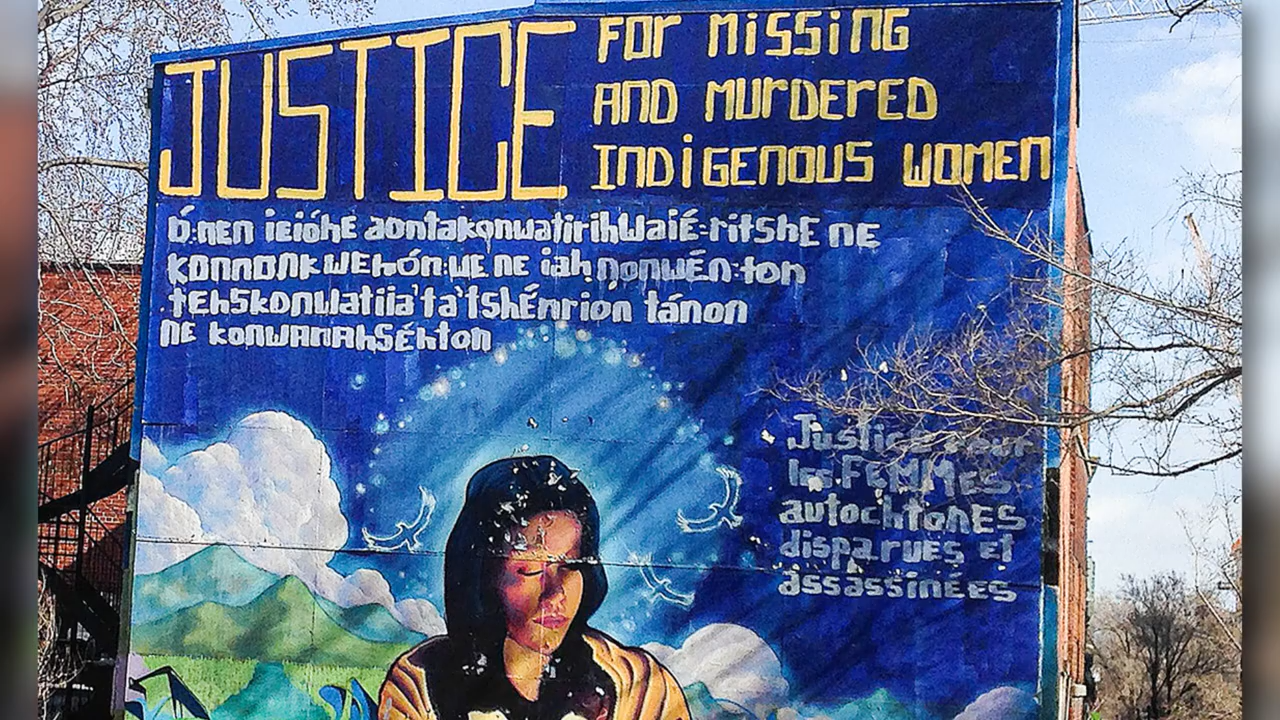 JUSTICE
FOR MISSING
AND MURDERED
INDIGENOUS WOMEN
Ó:nen ieióhe aontakonwatirihwaié:ritshe ne
konnonkwehón:we ne iah nonwén:ton
tehskonwatiia'ta'tshénrion tánon
ne konwanahséhton
Justice pour
les FEMMES
autochtones
disparues et
assassinées